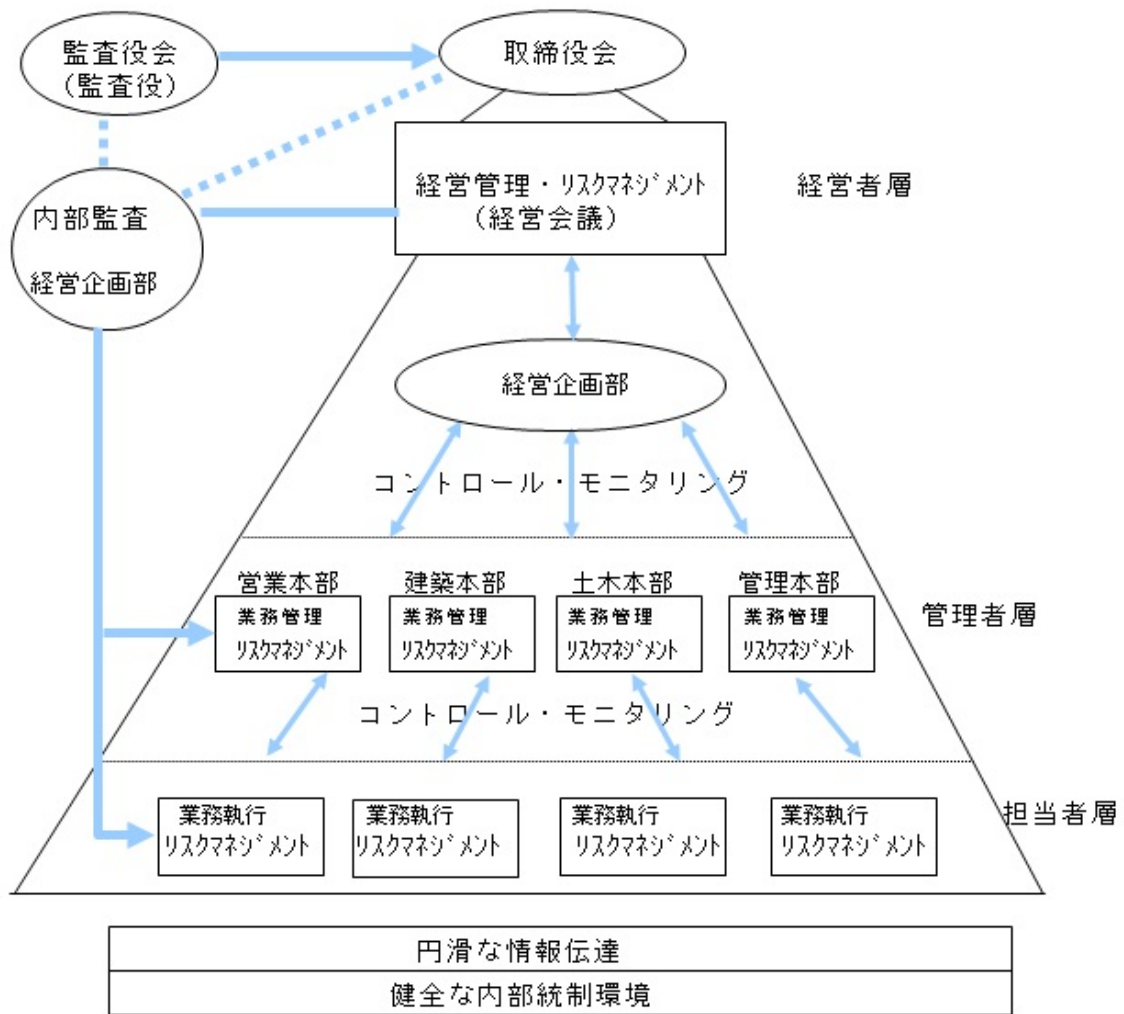 監査役会
(監査役)
取締役会
経営管理・ﾘｽｸﾏﾈｼﾞﾒﾝﾄ
(経営会議)
経営者層
内部監査
経営企画部
経営企画部
コントロール・モニタリング
営業本部
建築本部
土木本部
管理本部
業務管理
ﾘｽｸﾏﾈｼﾞﾒﾝﾄ
業務管理
ﾘｽｸﾏﾈｼﾞﾒﾝﾄ
業務管理
ﾘｽｸﾏﾈｼﾞﾒﾝﾄ
業務管理
ﾘｽｸﾏﾈｼﾞﾒﾝﾄ
管理者層
コントロール・モニタリング
業務執行
ﾘｽｸﾏﾈｼﾞﾒﾝﾄ
業務執行
ﾘｽｸﾏﾈｼﾞﾒﾝﾄ
業務執行
ﾘｽｸﾏﾈｼﾞﾒﾝﾄ
業務執行
ﾘｽｸﾏﾈｼﾞﾒﾝﾄ
担当者層
円滑な情報伝達
健全な内部統制環境